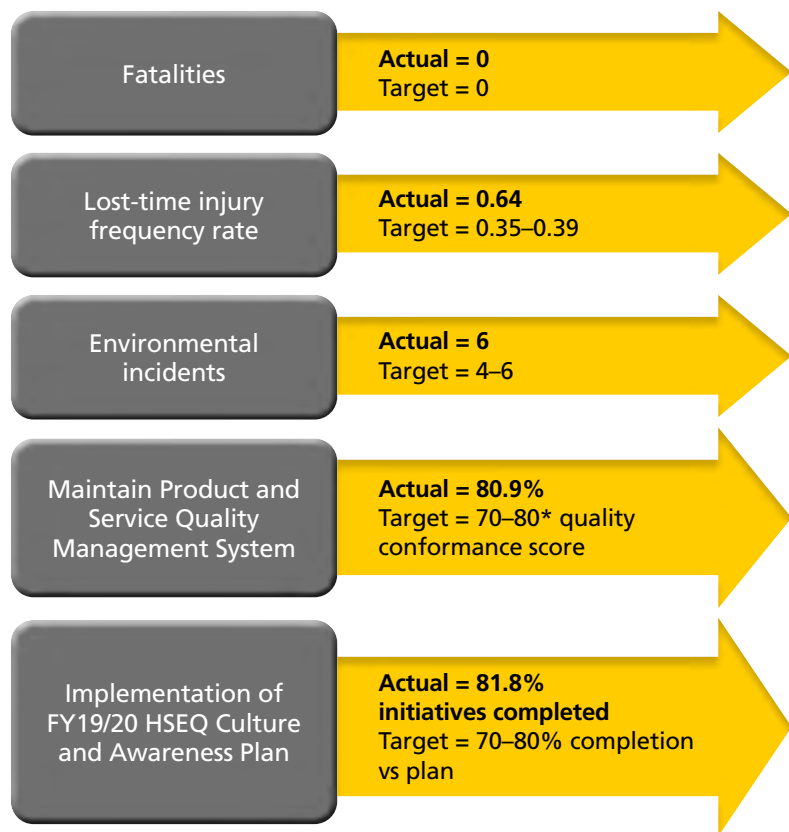 Fatalities
Actual = 0
Target = 0
Lost-time injury
frequency rate
Actual = 0.64
Target = 0.35–0.39
Environmental
incidents
Actual = 6
Target = 4–6
Maintain Product and
Service Quality
Management System
Actual = 80.9%
Target = 70–80* quality
conformance score
Implementation of
FY19/20 HSEQ Culture
and Awareness Plan
Actual = 81.8%
initiatives completed
Target = 70–80% completion
vs plan